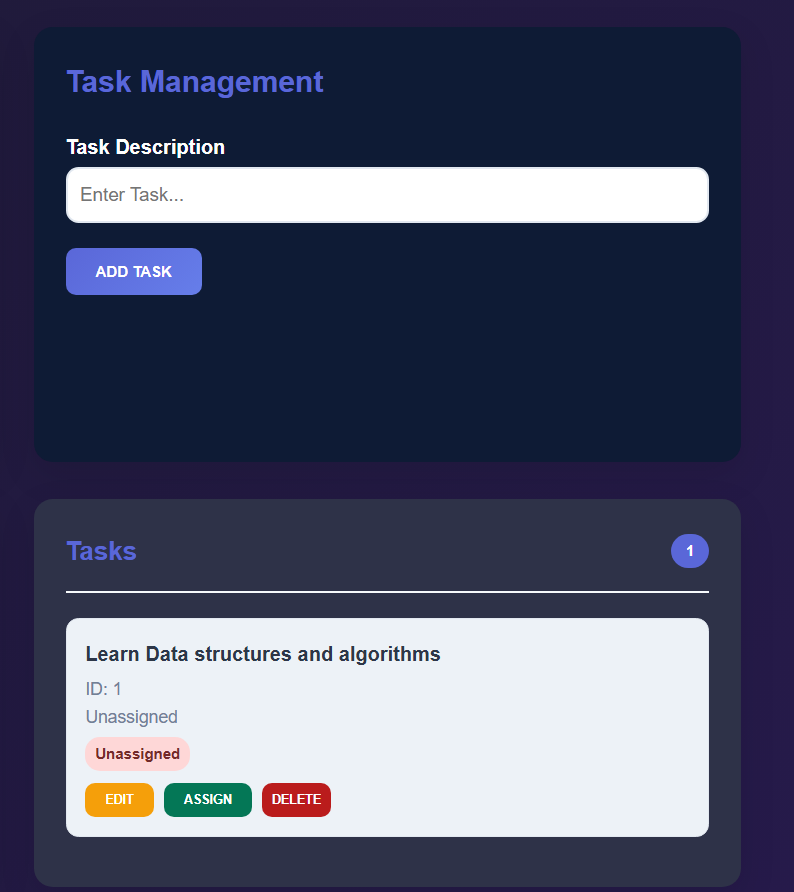 Task Management
Task Description
Enter Task...
ADD TASK
Tasks
1
Learn Data structures and algorithms
ID: 1
Unassigned
Unassigned
EDIT ASSIGN DELETE